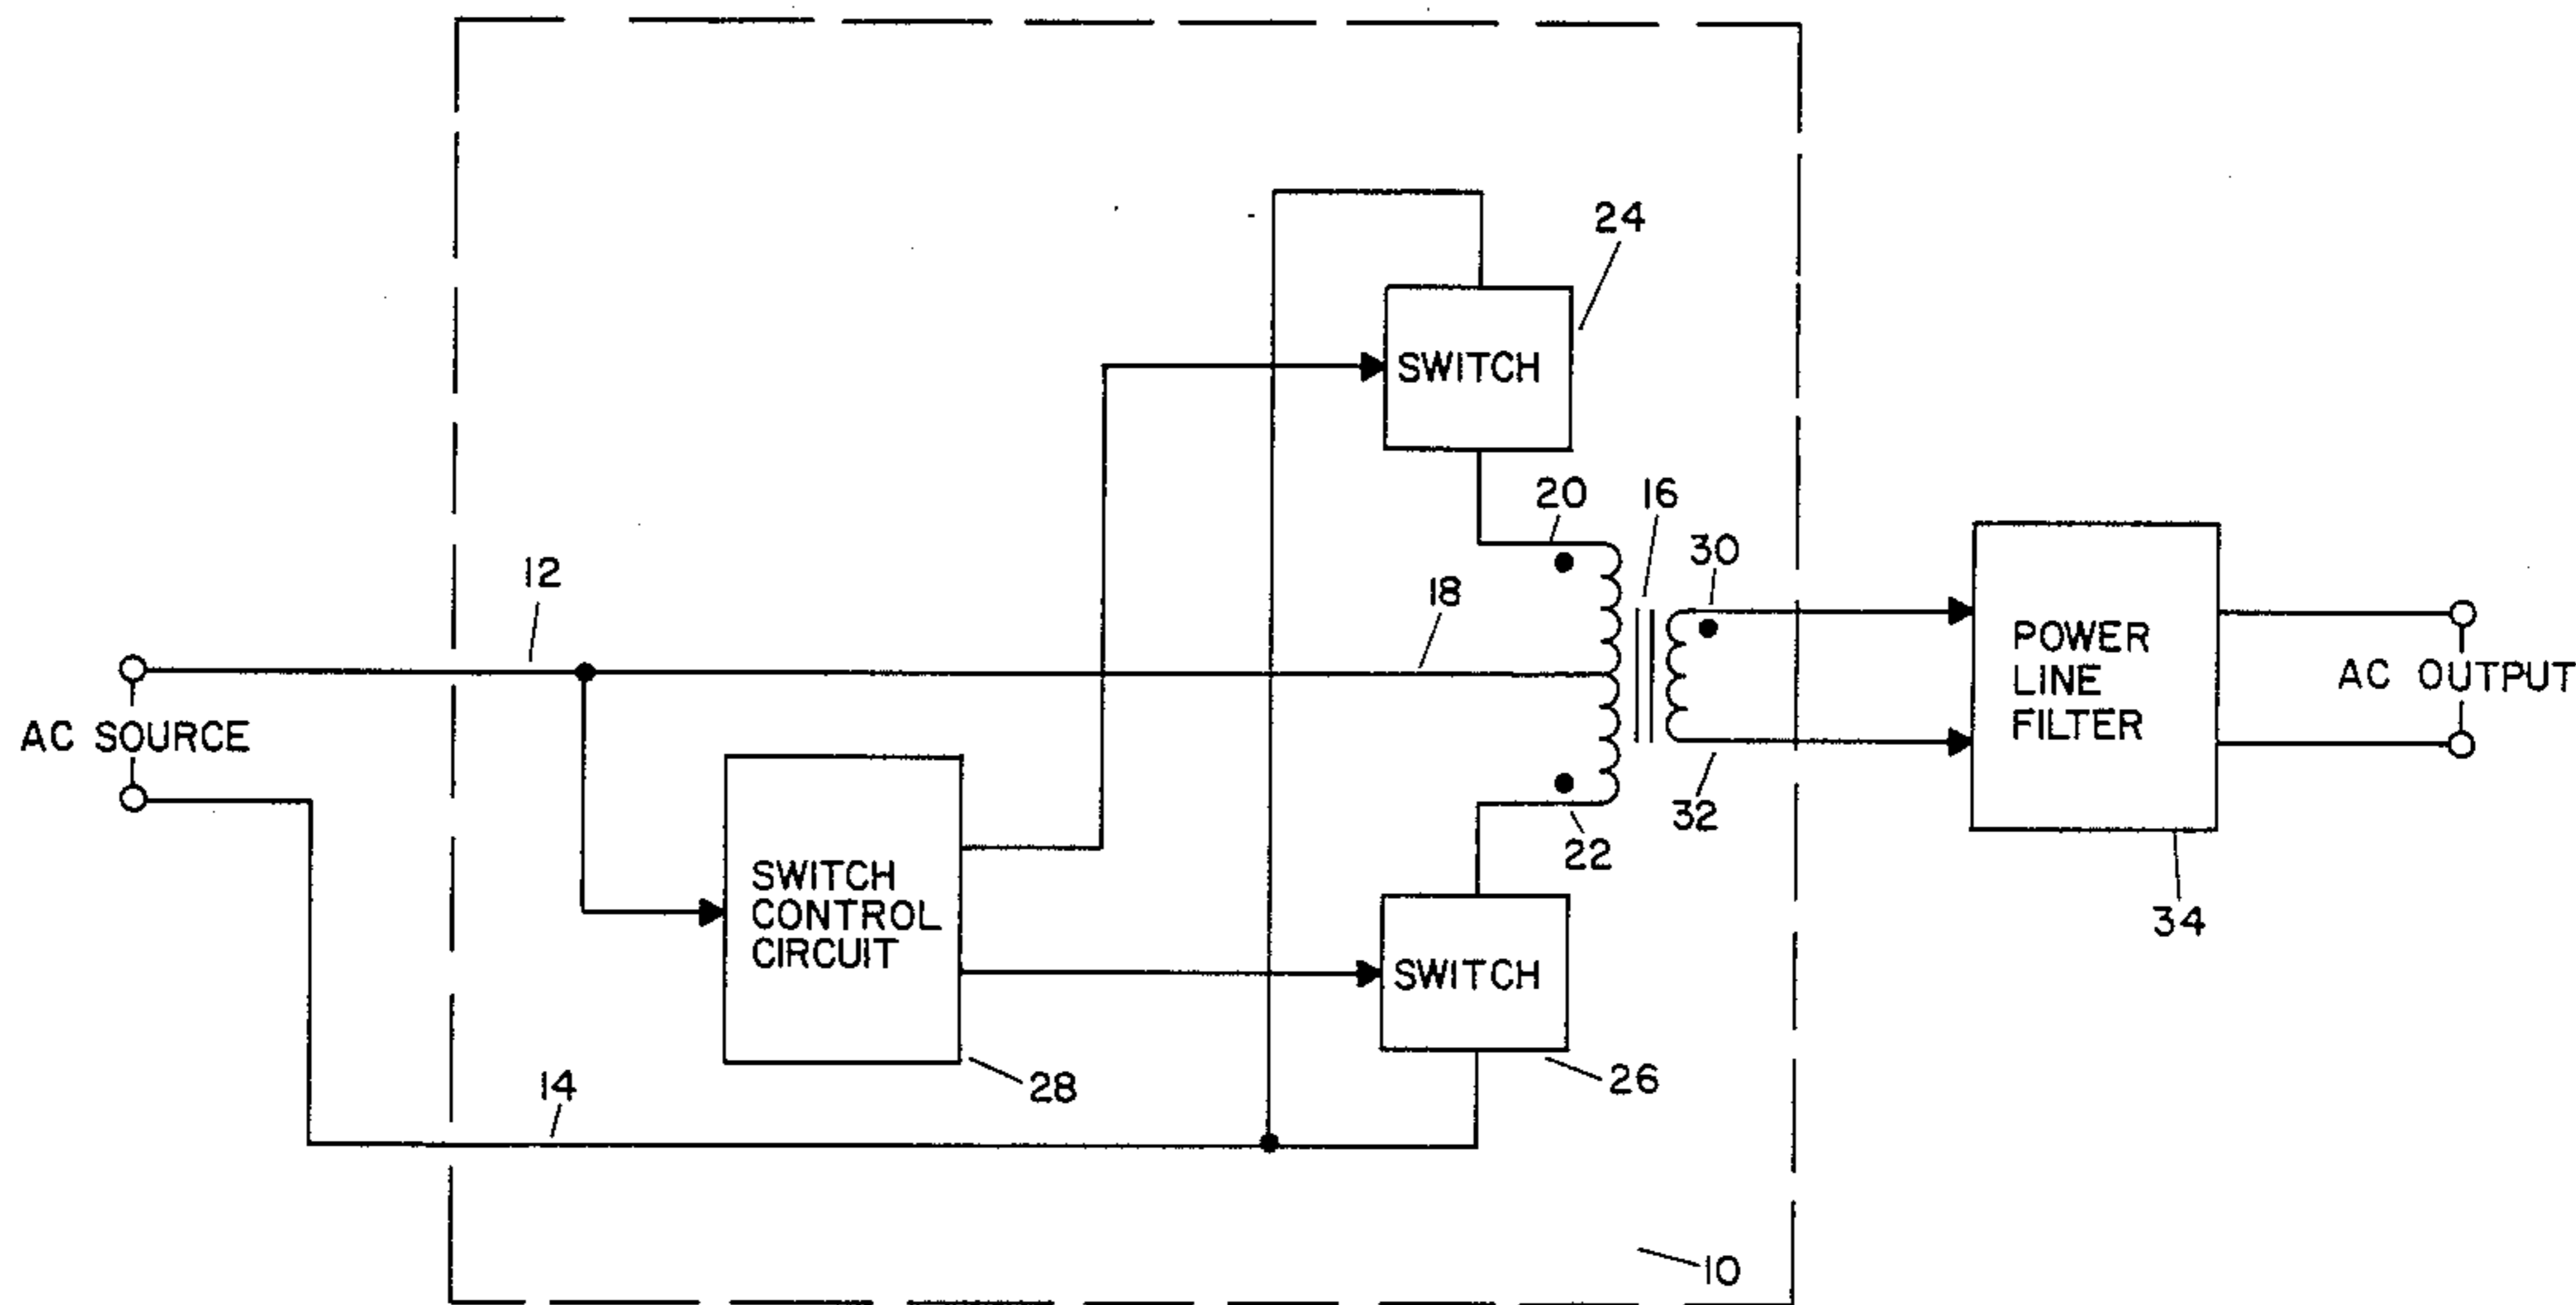 24
SWITCH
20
16
30
12
18
POWER
LINE
FILTER
AC SOURCE
AC OUTPUT
32
22
SWITCH
CONTROL
CIRCUIT
34
SWITCH
14
28
26
10